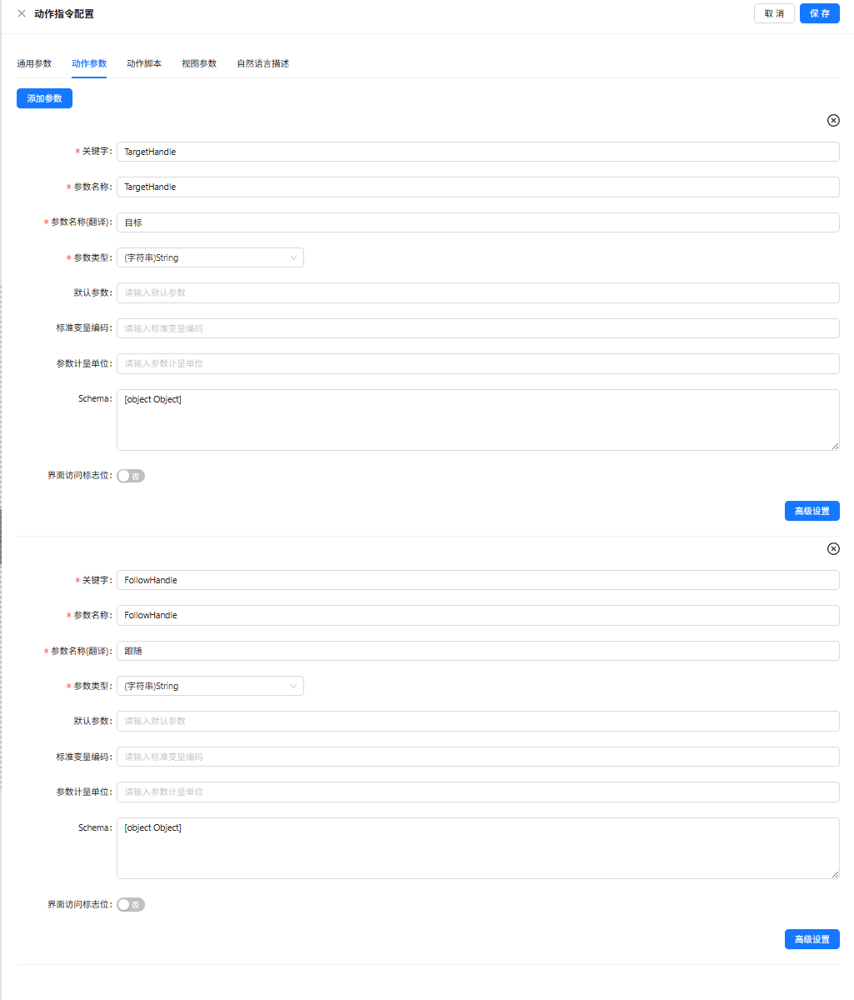 动作指令配置
取 消
保 存
通用参数 动作参数 动作脚本 视图参数 自然语言描述
添加参数
* 关键字: TargetHandle
* 参数名称: TargetHandle
* 参数名称(翻译): 目标
* 参数类型: (字符串)String
默认参数: 请输入默认参数
标准变量编码: 请输入标准变量编码
参数计量单位: 请输入参数计量单位
Schema: [object Object]
界面访问标志位: 否
高级设置
* 关键字: FollowHandle
* 参数名称: FollowHandle
* 参数名称(翻译): 跟随
* 参数类型: (字符串)String
默认参数: 请输入默认参数
标准变量编码: 请输入标准变量编码
参数计量单位: 请输入参数计量单位
Schema: [object Object]
界面访问标志位: 否
高级设置